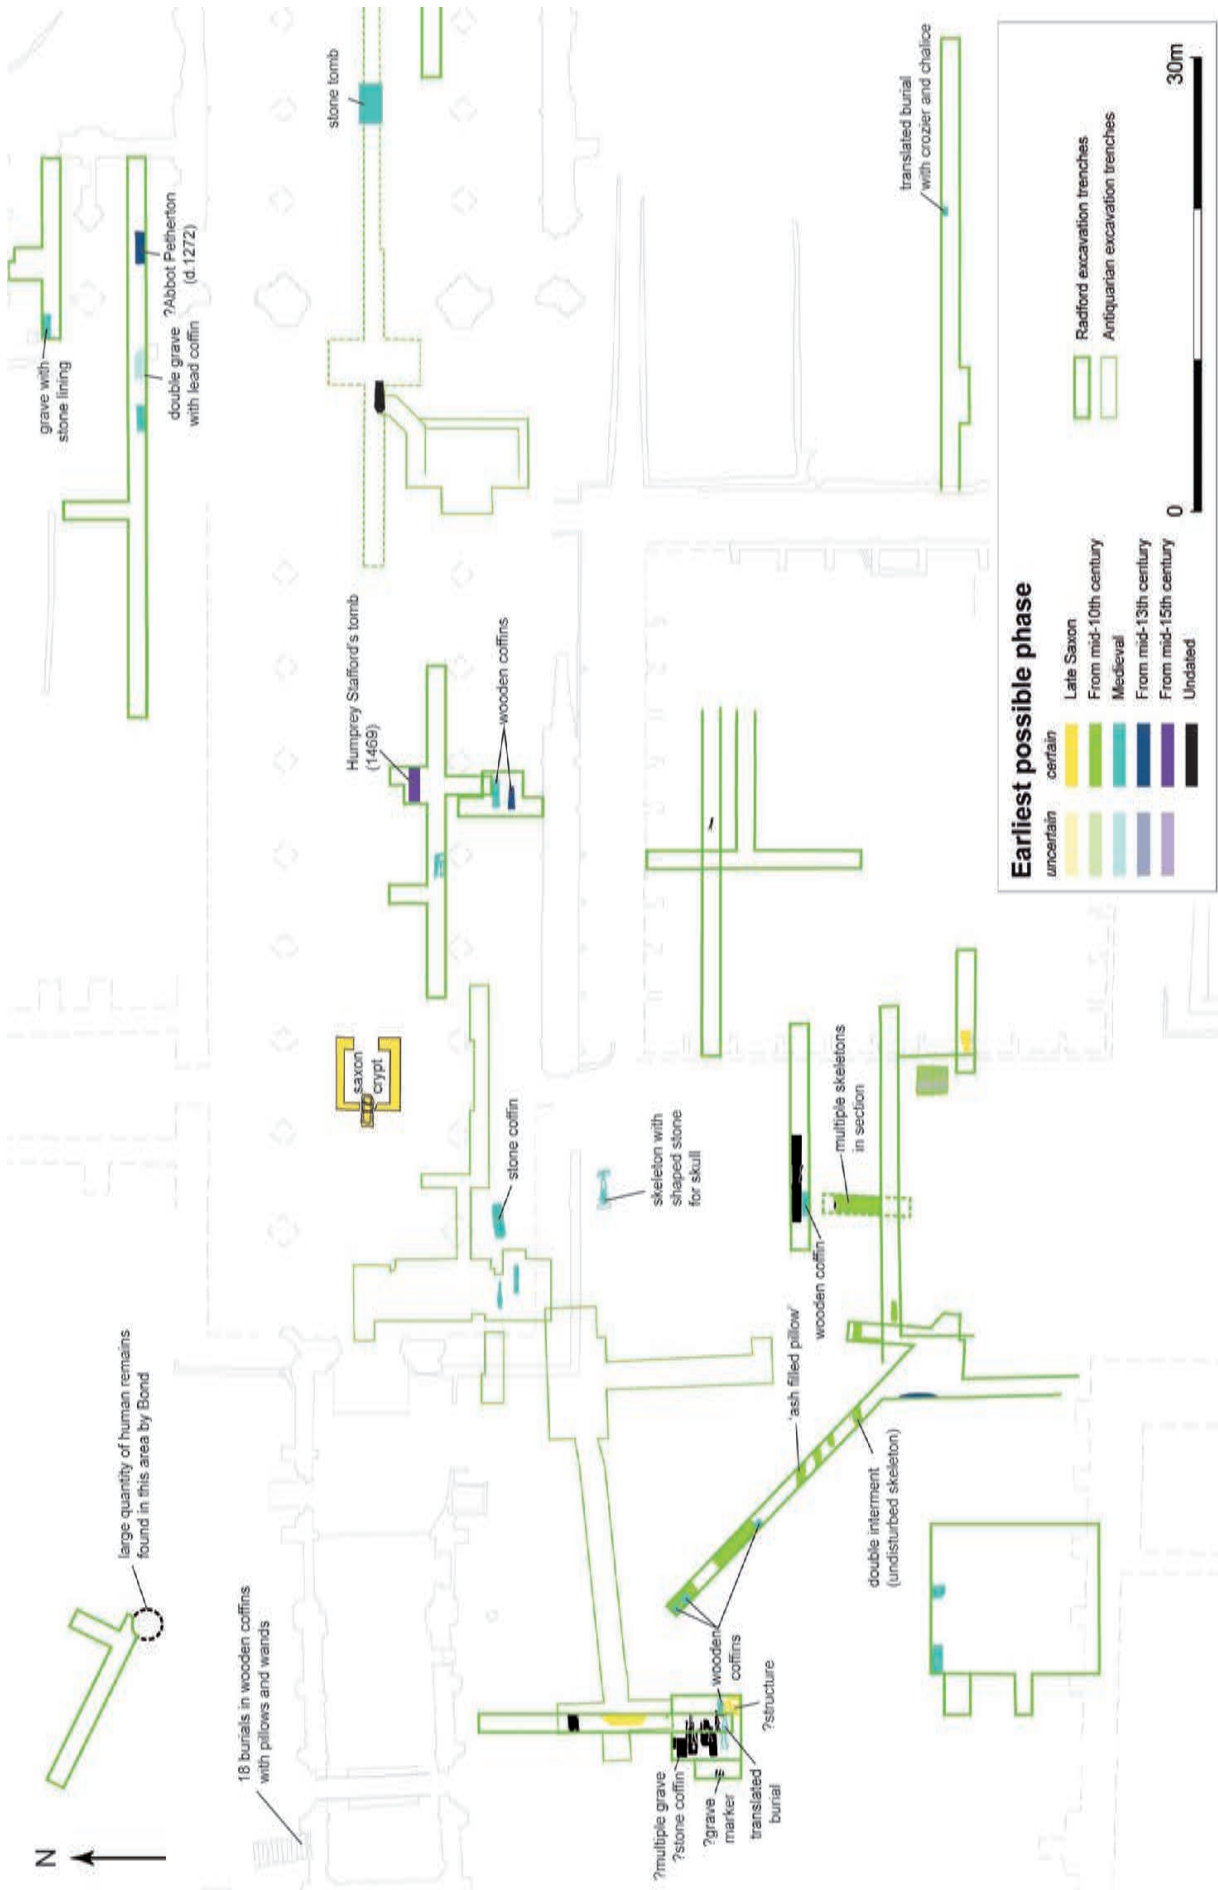 N
large quantity of human remains
found in this area by Bond
18 burials in wooden coffins
with pillows and wands
grave with
stone lining
?Abbot Petherton
(d.1272)
double grave
with lead coffin
stone tomb
saxon
crypt
Humprey Stafford's tomb
(1469)
wooden coffins
stone coffin
skeleton with
shaped stone
for skull
?multiple grave
?stone coffin
?grave
marker
translated
burial
?structure
wooden
coffins
'ash filled pillow'
double interment
(undisturbed skeleton)
wooden coffin
multiple skeletons
in section
translated burial
with crozier and chalice
Earliest possible phase
uncertain
certain
Late Saxon
From mid-10th century
Medieval
From mid-13th century
From mid-15th century
Undated
Radford excavation trenches
Antiquarian excavation trenches
0
30m